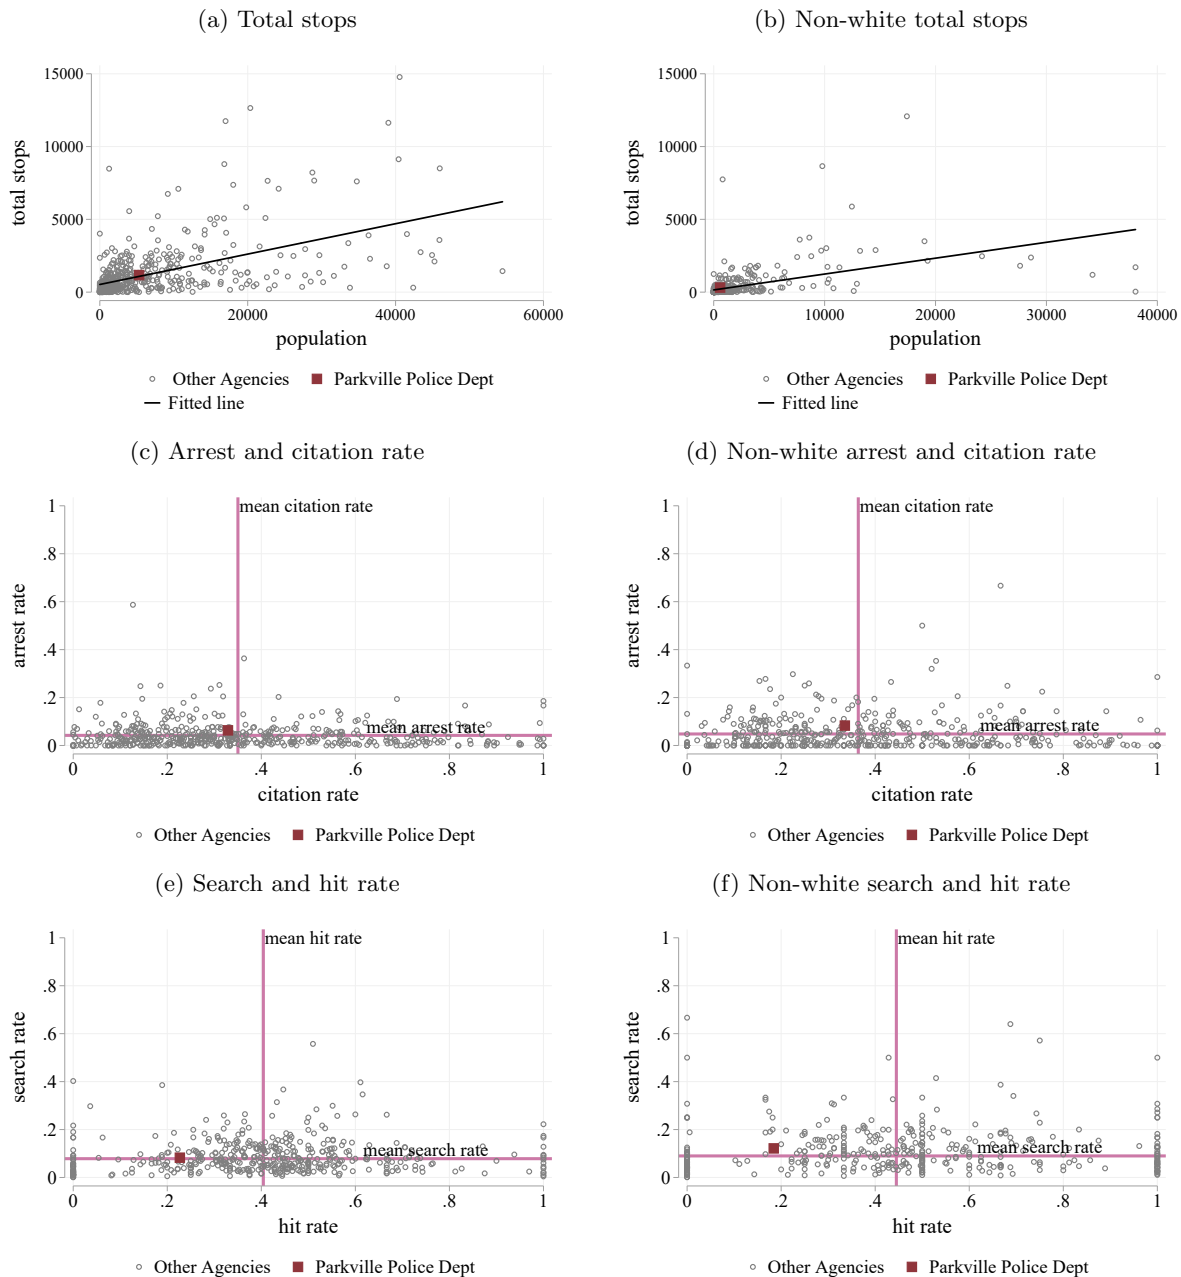 (a) Total stops
15000
10000
5000
0
total stops
0 20000 40000 60000
population
Other Agencies Parkville Police Dept
Fitted line
(b) Non-white total stops
15000
10000
5000
0
total stops
0 10000 20000 30000 40000
population
Other Agencies Parkville Police Dept
Fitted line
(c) Arrest and citation rate
mean citation rate
1
.8
.6
.4
.2
0
arrest rate
mean arrest rate
0 .2 .4 .6 .8 1
citation rate
Other Agencies Parkville Police Dept
(d) Non-white arrest and citation rate
mean citation rate
1
.8
.6
.4
.2
0
arrest rate
mean arrest rate
0 .2 .4 .6 .8 1
citation rate
Other Agencies Parkville Police Dept
(e) Search and hit rate
mean hit rate
1
.8
.6
.4
.2
0
search rate
mean search rate
0 .2 .4 .6 .8 1
hit rate
Other Agencies Parkville Police Dept
(f) Non-white search and hit rate
mean hit rate
1
.8
.6
.4
.2
0
search rate
mean search rate
0 .2 .4 .6 .8 1
hit rate
Other Agencies Parkville Police Dept